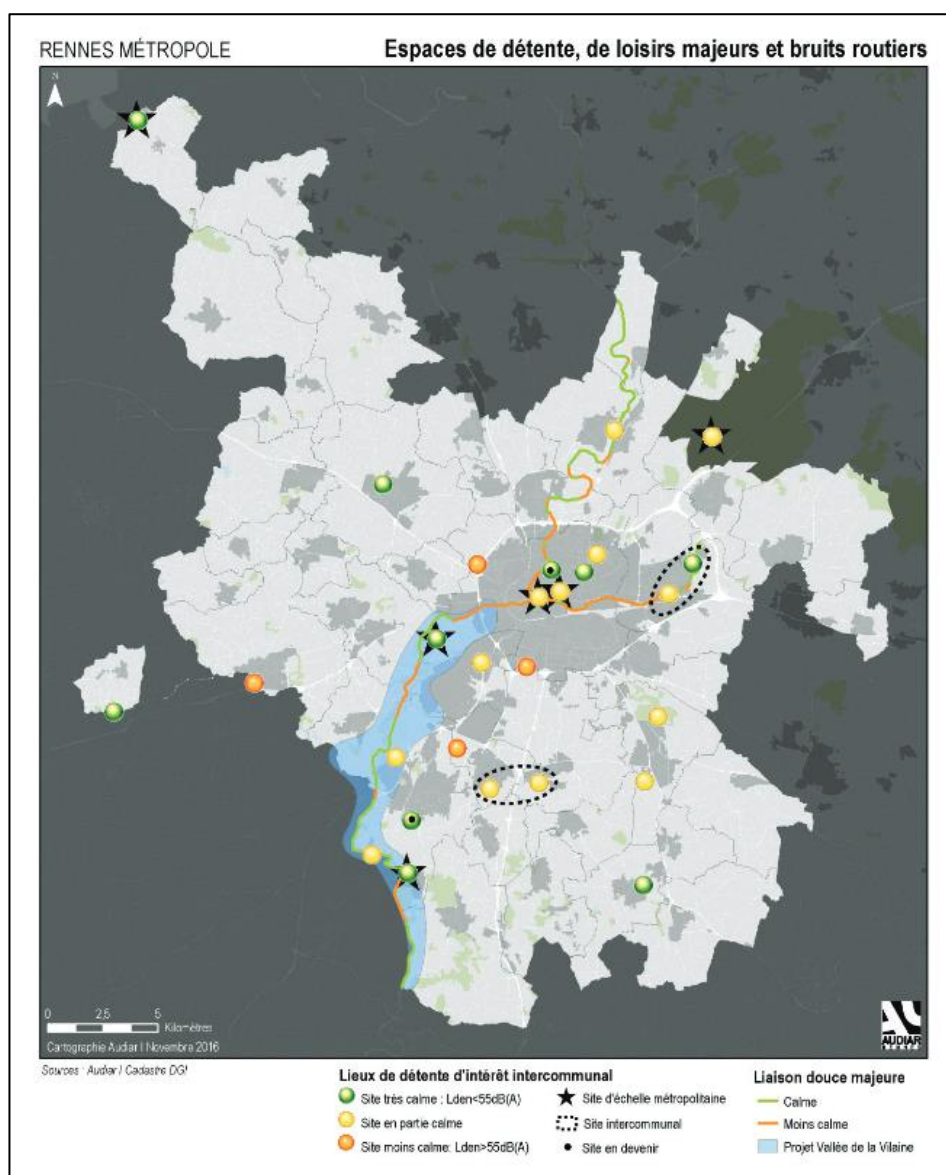 RENNES MÉTROPOLE
Espaces de détente, de loisirs majeurs et bruits routiers
N
0 2,5 5
Kilomètres
Cartographie Audiar I Novembre 2016
AUDIAR
Sources : Audiar I Cadastre DGI
Lieux de détente d'intérêt intercommunal
Site très calme : Lden<55dB(A)
Site en partie calme
Site moins calme: Lden>55dB(A)
Site d'échelle métropolitaine
Site intercommunal
Site en devenir
Liaison douce majeure
Calme
Moins calme
Projet Vallée de la Vilaine